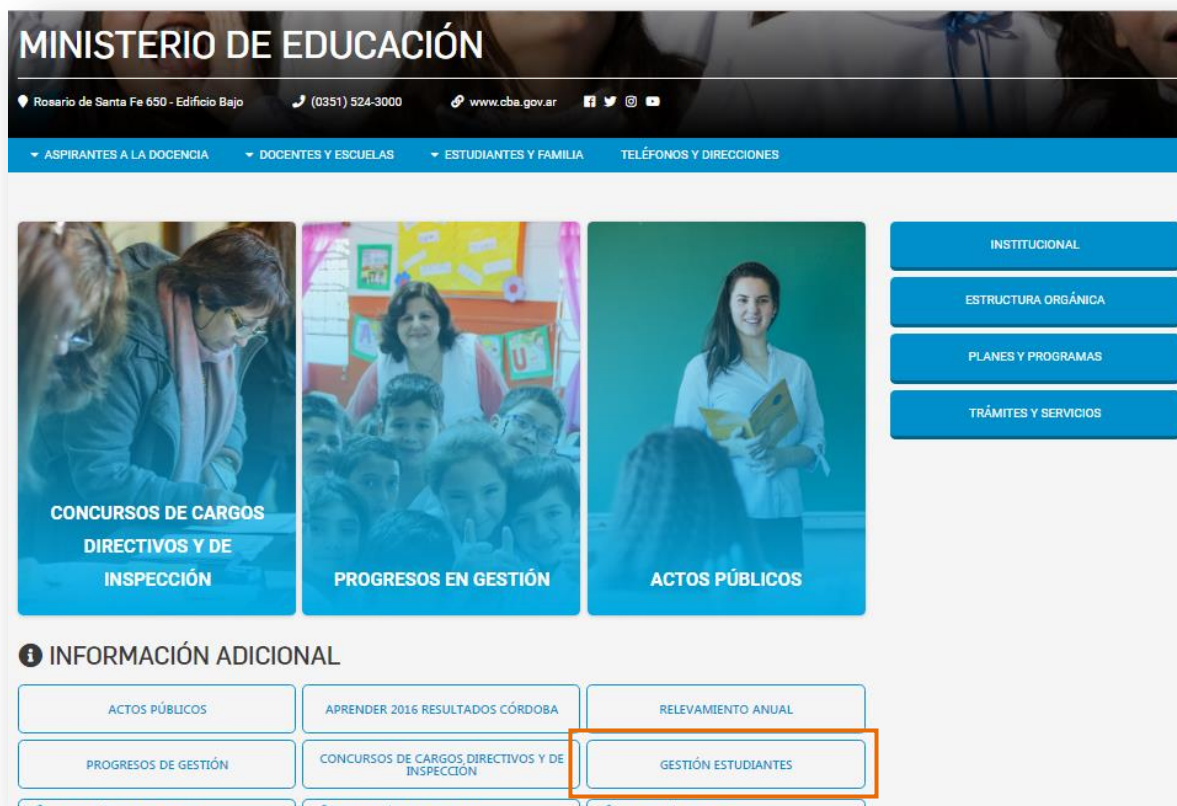 MINISTERIO DE EDUCACIÓN
Rosario de Santa Fe 650 - Edificio Bajo (0351) 524-3000 www.cba.gov.ar
ASPIRANTES A LA DOCENCIA DOCENTES Y ESCUELAS ESTUDIANTES Y FAMILIA TELÉFONOS Y DIRECCIONES
CONCURSOS DE CARGOS
DIRECTIVOS Y DE
INSPECCIÓN
PROGRESOS EN GESTIÓN
ACTOS PÚBLICOS
INSTITUCIONAL
ESTRUCTURA ORGÁNICA
PLANES Y PROGRAMAS
TRÁMITES Y SERVICIOS
INFORMACIÓN ADICIONAL
ACTOS PÚBLICOS
APRENDER 2016 RESULTADOS CÓRDOBA
RELEVAMIENTO ANUAL
PROGRESOS DE GESTIÓN
CONCURSOS DE CARGOS DIRECTIVOS Y DE
INSPECCIÓN
GESTIÓN ESTUDIANTES